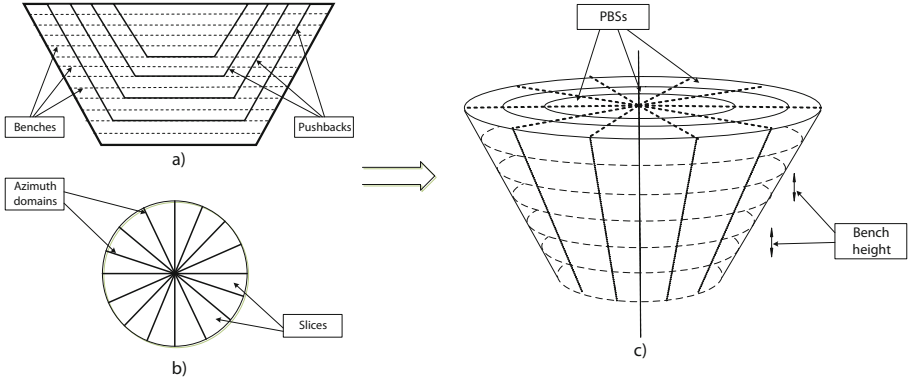 Benches
Pushbacks
a)
Azimuth
domains
Slices
b)
PBSs
Bench
height
c)